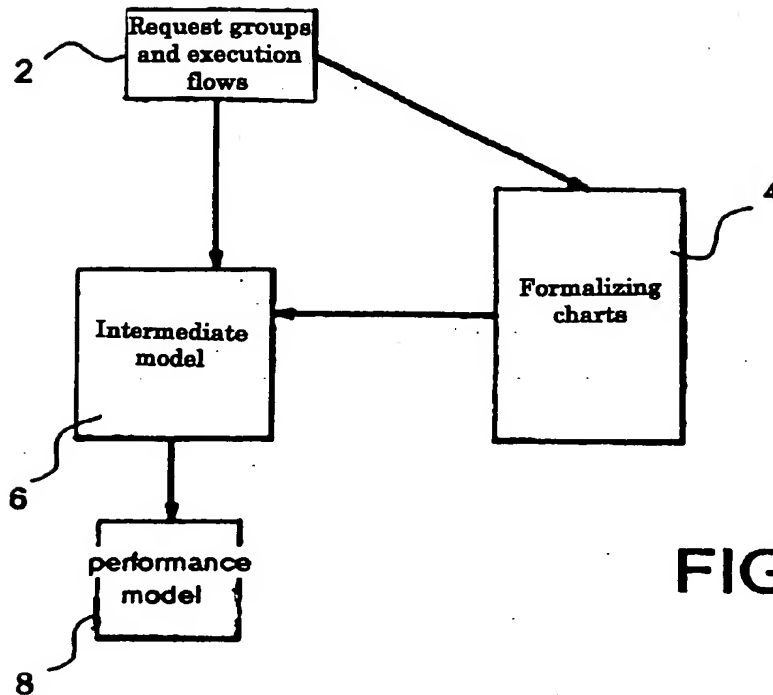 Request groups
and execution
flows
2
4
Formalizing
charts
Intermediate
model
6
performance
model
8
FIG